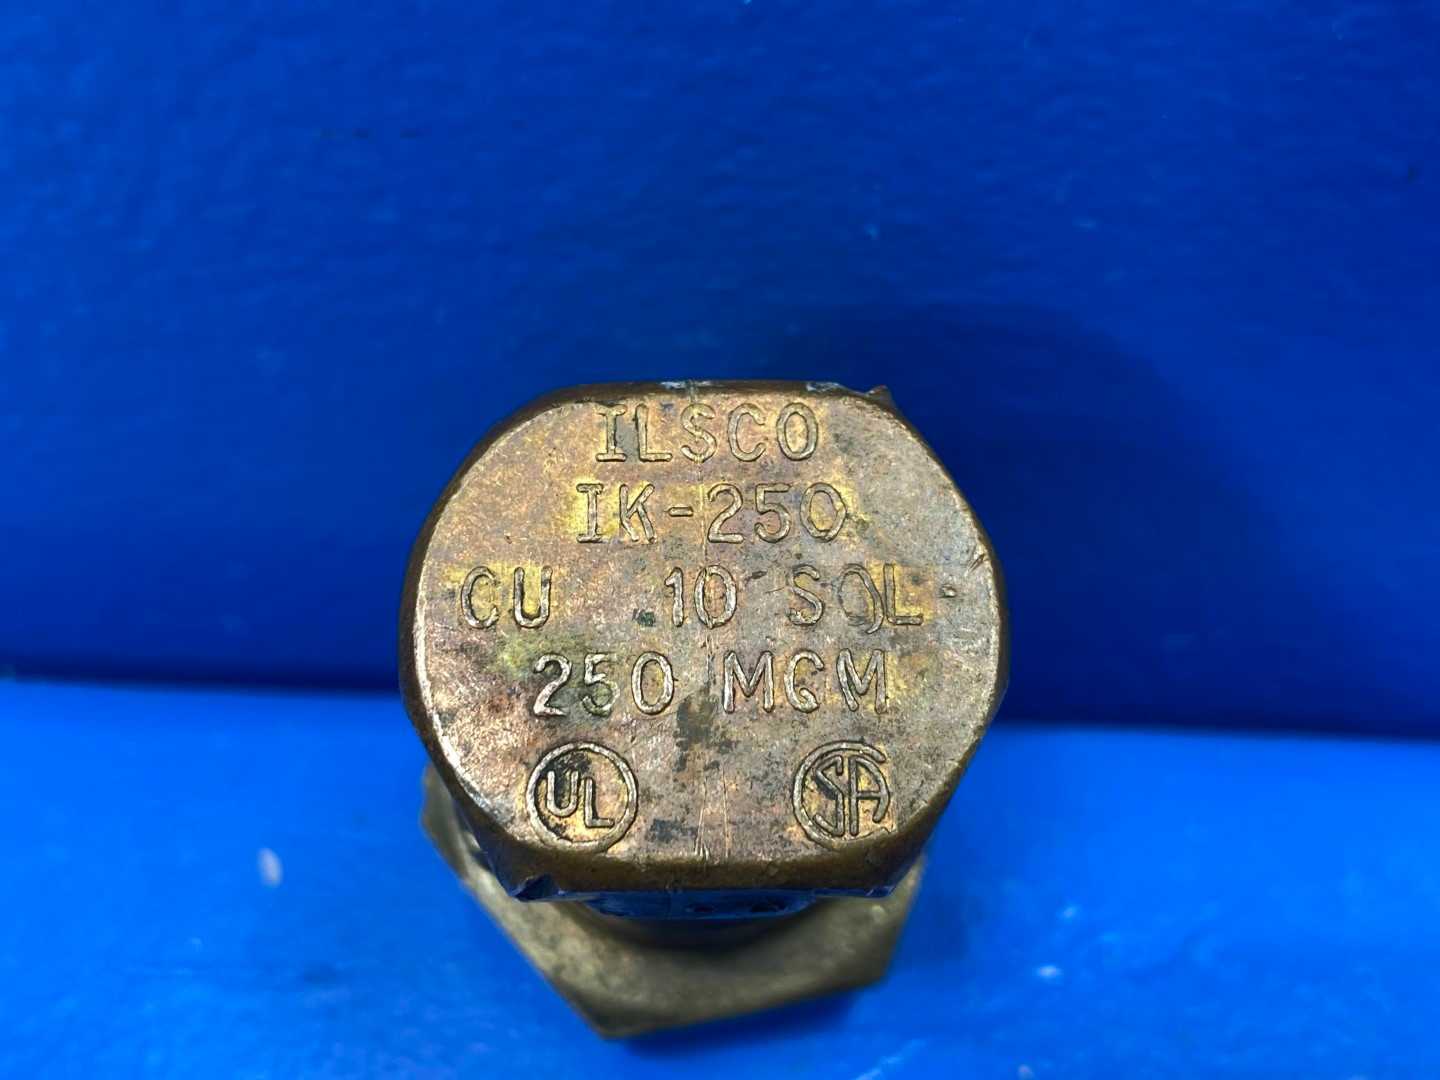 ILSCO
IK-250
CU 10 SOL-
250 MCM
UL SA